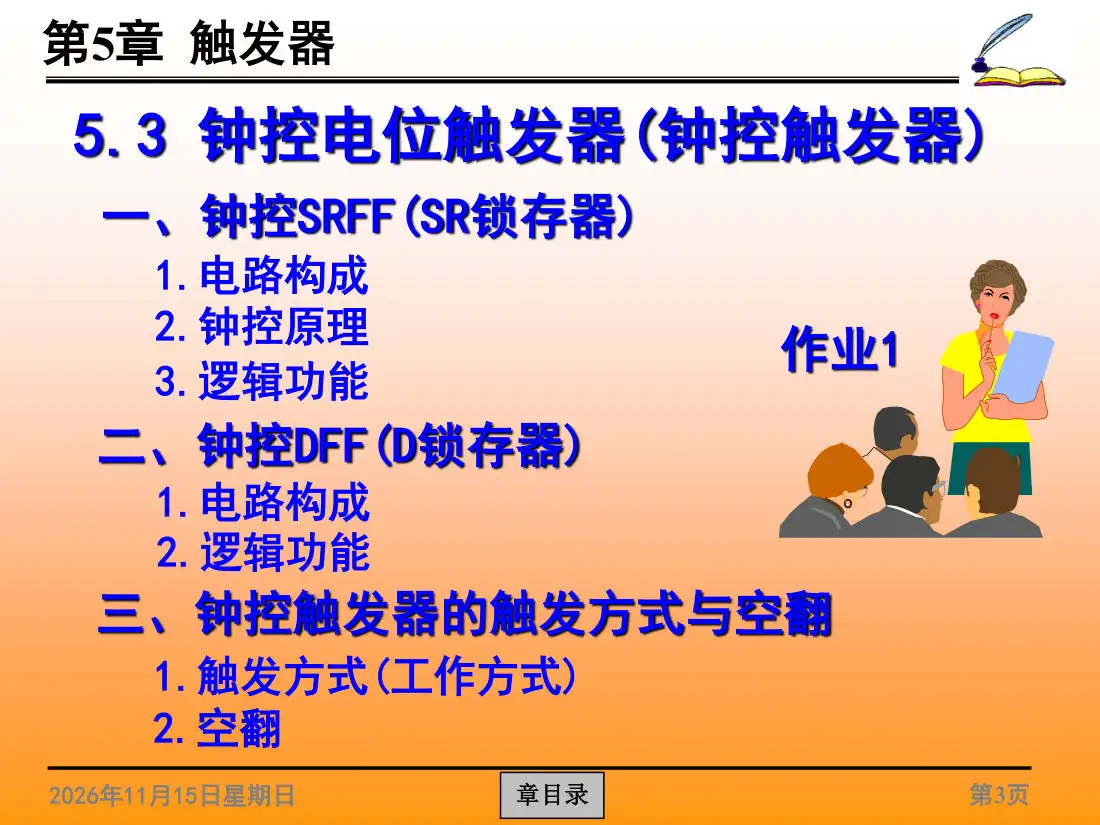 第5章 触发器
5.3 钟控电位触发器(钟控触发器)
一、钟控SRFF(SR锁存器)
1.电路构成
2.钟控原理
3.逻辑功能
作业1
二、钟控DFF(D锁存器)
1.电路构成
2.逻辑功能
三、钟控触发器的触发方式与空翻
1.触发方式(工作方式)
2.空翻
2026年11月15日星期日
章目录
第3页